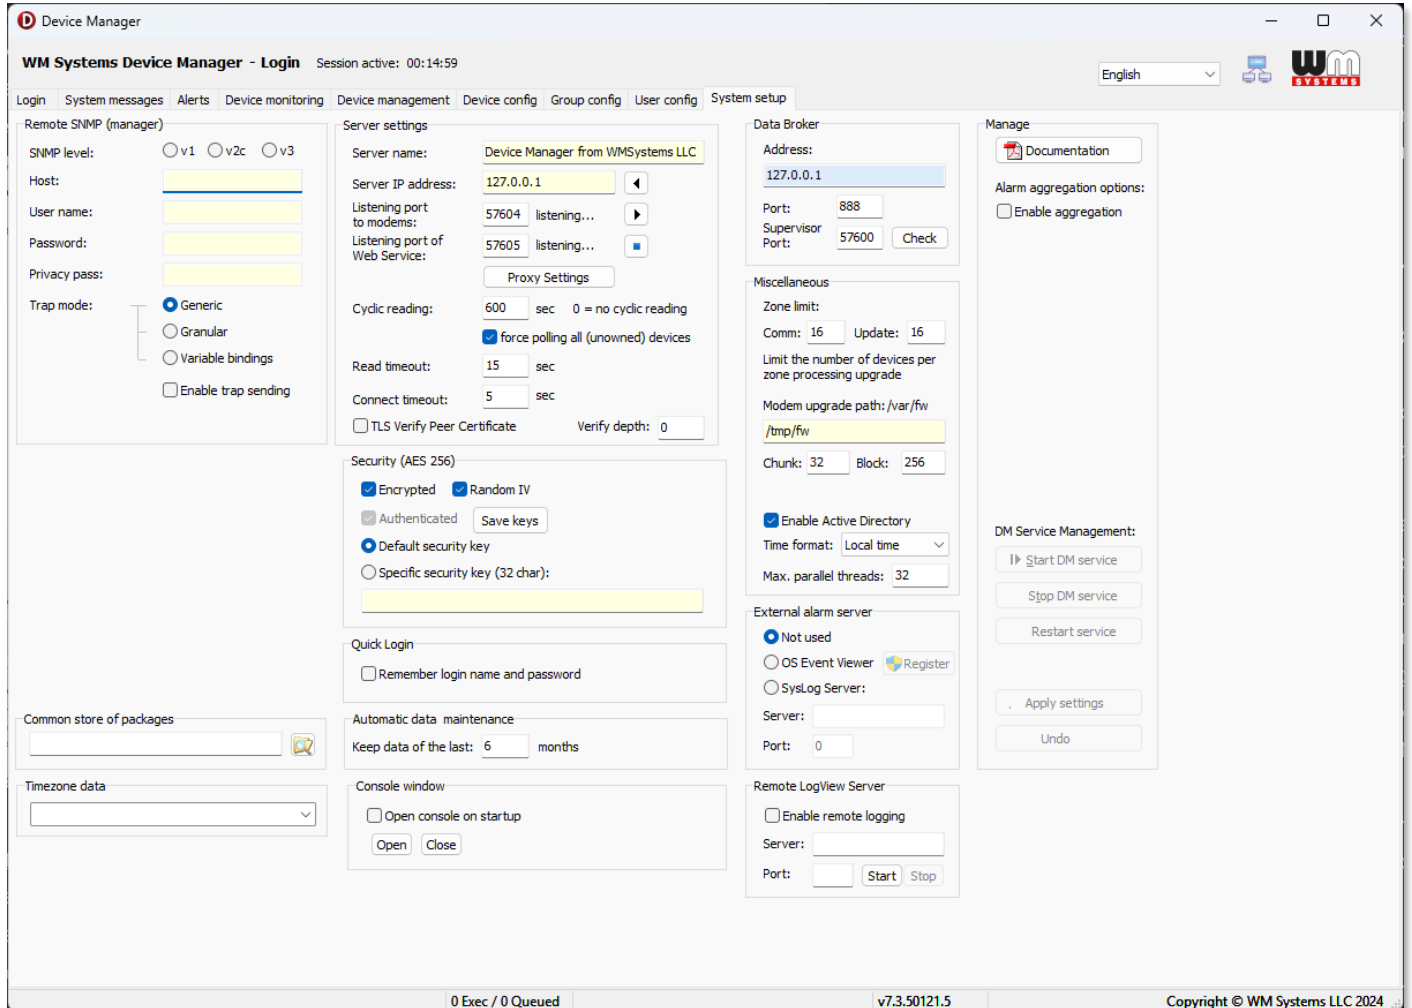 Device Manager
WM Systems Device Manager - Login Session active: 00:14:59
English
WM SYSTEMS
Login System messages Alerts Device monitoring Device management Device config Group config User config System setup
Remote SNMP (manager)
SNMP level: v1 v2c v3
Host:
User name:
Password:
Privacy pass:
Trap mode: Generic
Granular
Variable bindings
Enable trap sending
Common store of packages
Timezone data
Server settings
Server name: Device Manager from WMSystems LLC
Server IP address: 127.0.0.1
Listening port
to modems: 57604 listening...
Listening port of
Web Service: 57605 listening...
Proxy Settings
Cyclic reading: 600 sec 0 = no cyclic reading
force polling all (unowned) devices
Read timeout: 15 sec
Connect timeout: 5 sec
TLS Verify Peer Certificate Verify depth: 0
Security (AES 256)
Encrypted Random IV
Authenticated Save keys
Default security key
Specific security key (32 char):
Quick Login
Remember login name and password
Automatic data maintenance
Keep data of the last: 6 months
Console window
Open console on startup
Open Close
Data Broker
Address:
127.0.0.1
Port: 888
Supervisor
Port: 57600 Check
Miscellaneous
Zone limit:
Comm: 16 Update: 16
Limit the number of devices per
zone processing upgrade
Modem upgrade path: /var/fw
/tmp/fw
Chunk: 32 Block: 256
Enable Active Directory
Time format: Local time
Max. parallel threads: 32
External alarm server
Not used
OS Event Viewer Register
SysLog Server:
Server:
Port: 0
Remote LogView Server
Enable remote logging
Server:
Port: Start Stop
Manage
Documentation
Alarm aggregation options:
Enable aggregation
DM Service Management:
Start DM service
Stop DM service
Restart service
Apply settings
Undo
0 Exec / 0 Queued v7.3.50121.5 Copyright © WM Systems LLC 2024